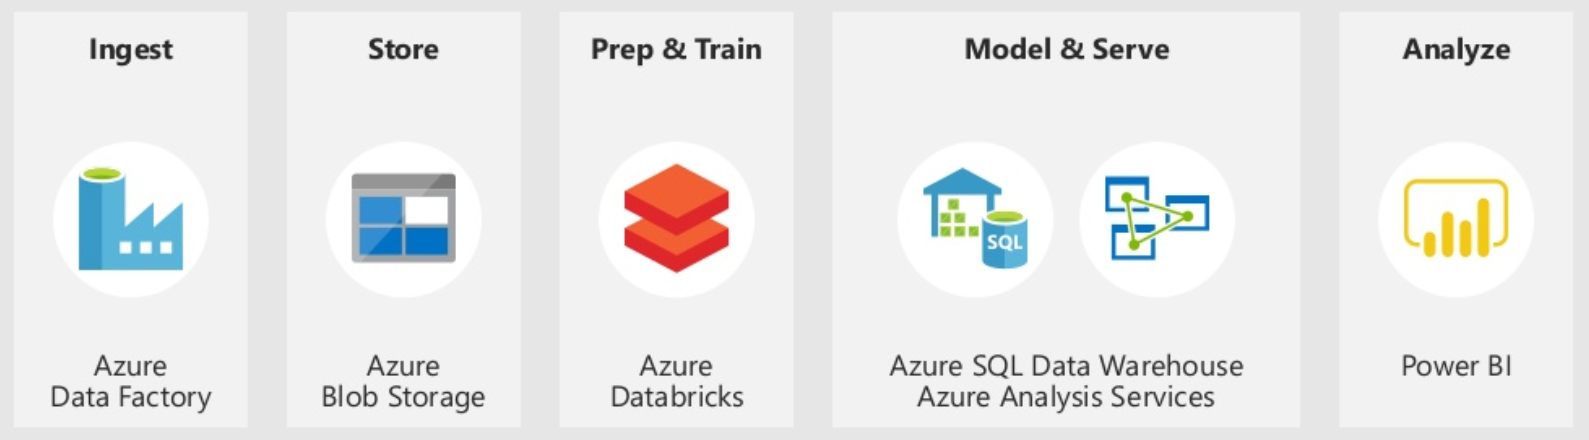 Ingest
Store
Prep & Train
Model & Serve
Analyze
SQL
Azure
Data Factory
Azure
Blob Storage
Azure
Databricks
Azure SQL Data Warehouse
Azure Analysis Services
Power BI